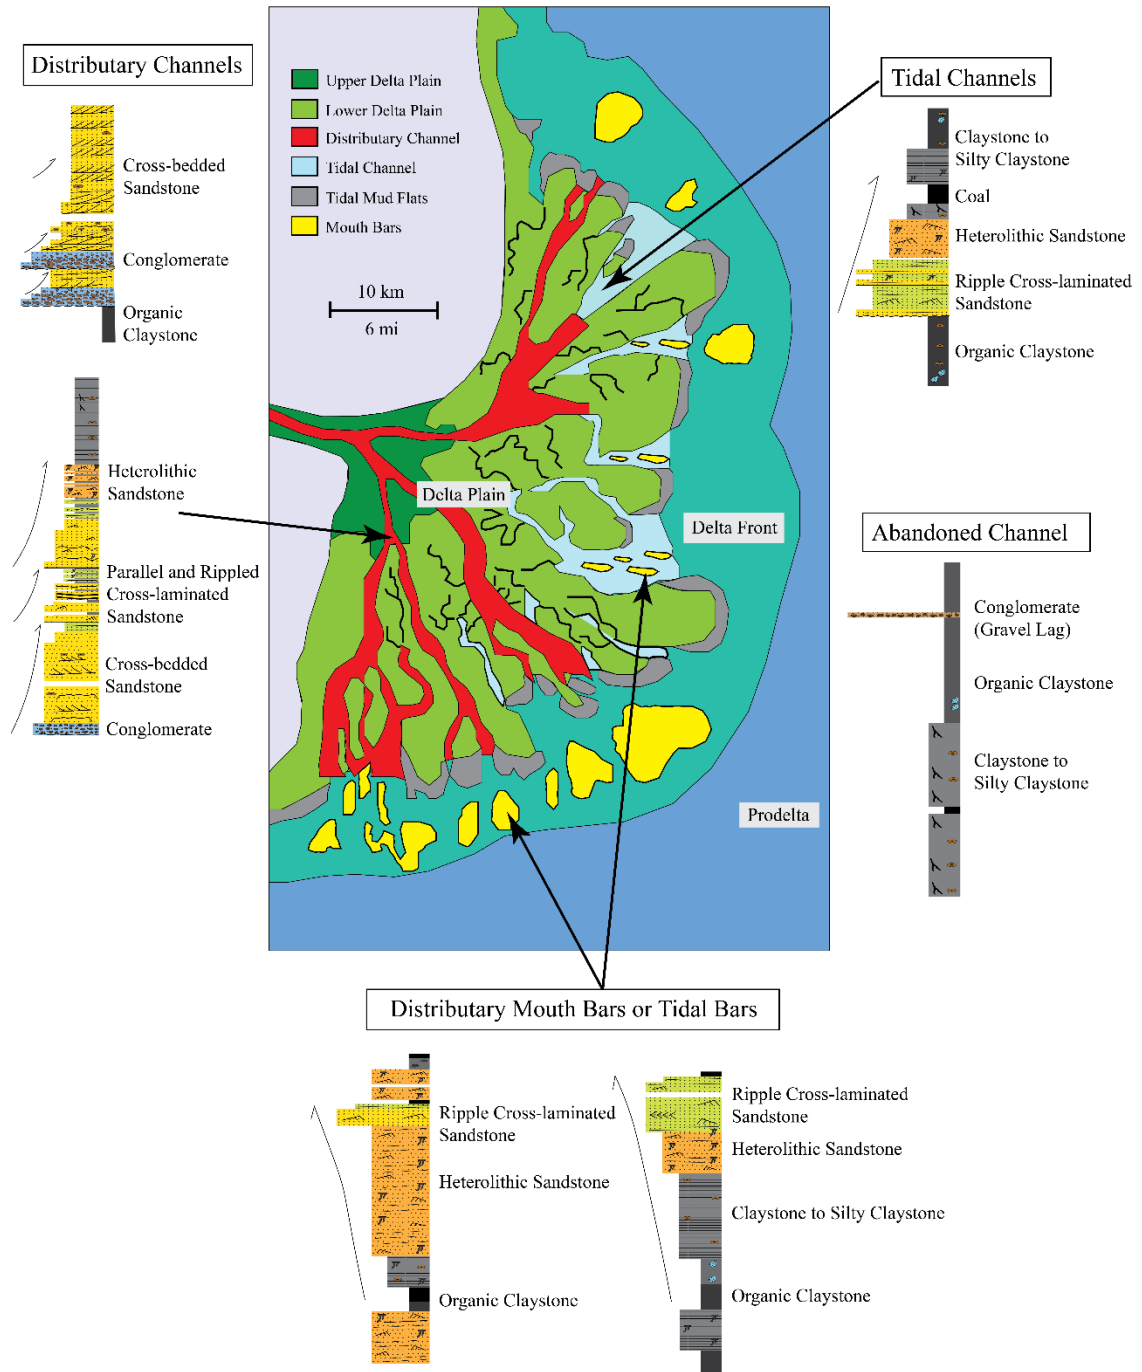 Distributary Channels
Cross-bedded
Sandstone
Conglomerate
Organic
Claystone
Heterolithic
Sandstone
Parallel and Rippled
Cross-laminated
Sandstone
Cross-bedded
Sandstone
Conglomerate
Upper Delta Plain
Lower Delta Plain
Distributary Channel
Tidal Channel
Tidal Mud Flats
Mouth Bars
10 km
6 mi
Delta Plain
Delta Front
Prodelta
Tidal Channels
Claystone to
Silty Claystone
Coal
Heterolithic Sandstone
Ripple Cross-laminated
Sandstone
Organic Claystone
Abandoned Channel
Conglomerate
(Gravel Lag)
Organic Claystone
Claystone to
Silty Claystone
Distributary Mouth Bars or Tidal Bars
Ripple Cross-laminated
Sandstone
Heterolithic Sandstone
Organic Claystone
Ripple Cross-laminated
Sandstone
Heterolithic Sandstone
Claystone to Silty Claystone
Organic Claystone